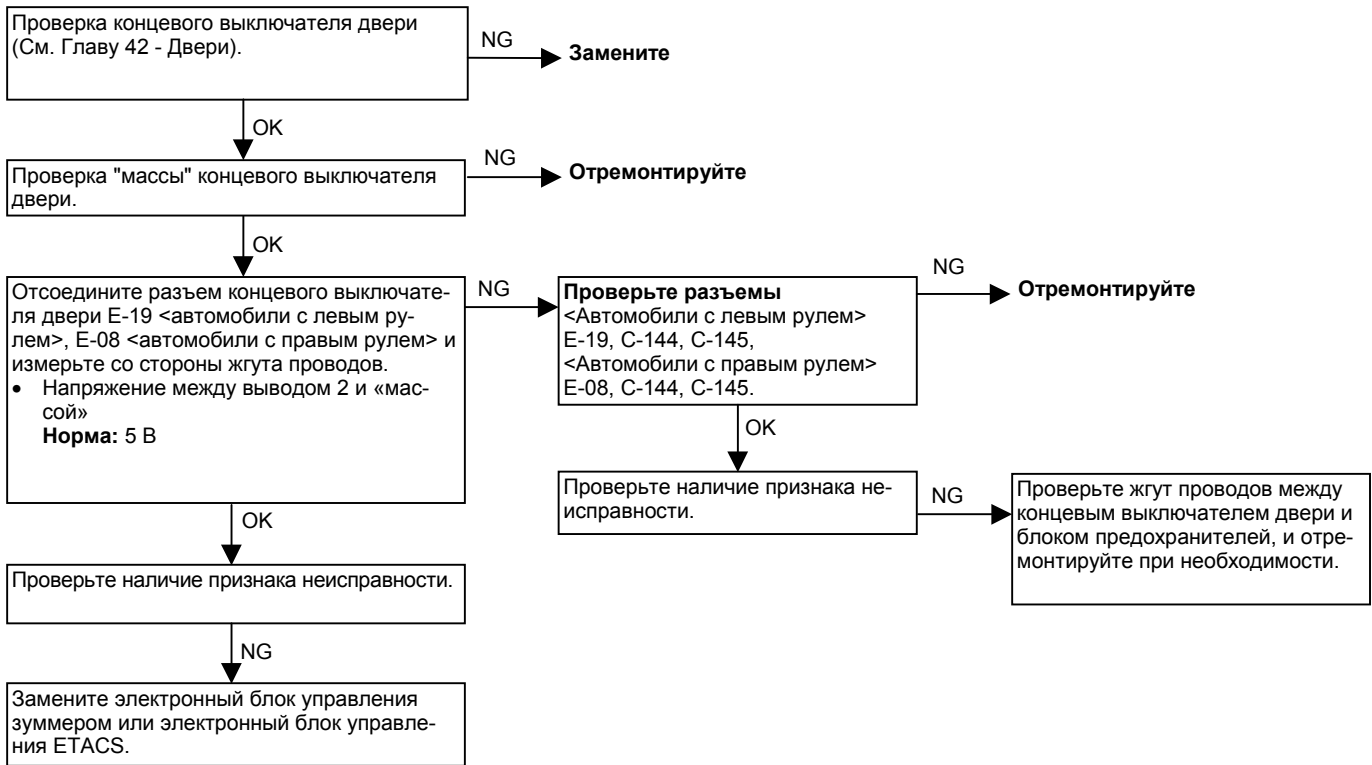 Проверка концевого выключателя двери
(См. Главу 42 - Двери).
NG
Замените
OK
Проверка "массы" концевого выключателя
двери.
NG
Отремонтируйте
OK
Отсоедините разъем концевого выключате-
ля двери E-19 <автомобили с левым ру-
лем>, E-08 <автомобили с правым рулем> и
измерьте со стороны жгута проводов.
• Напряжение между выводом 2 и «мас-
сой»
Норма: 5 В
NG
Проверьте разъемы
<Автомобили с левым рулем>
E-19, C-144, C-145,
<Автомобили с правым рулем>
E-08, C-144, C-145.
NG
Отремонтируйте
OK
Проверьте наличие признака не-
исправности.
NG
Проверьте жгут проводов между
концевым выключателем двери и
блоком предохранителей, и отре-
монтируйте при необходимости.
OK
Проверьте наличие признака неисправности.
NG
Замените электронный блок управления
зуммером или электронный блок управле-
ния ETACS.